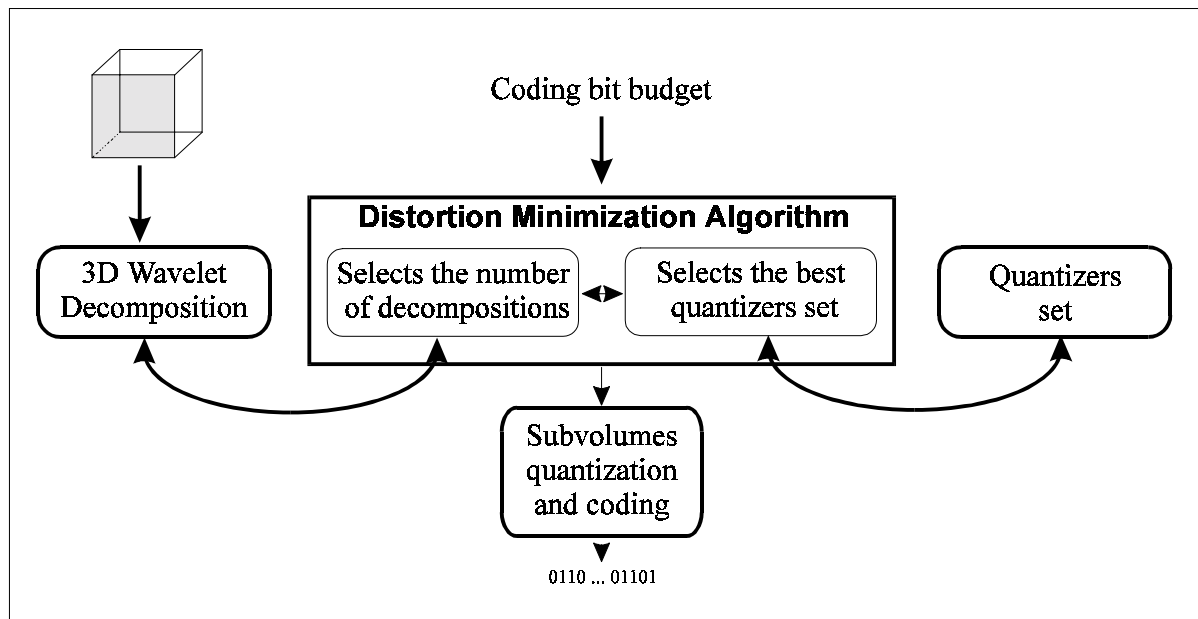 Coding bit budget
Distortion Minimization Algorithm
3D Wavelet
Decomposition
Selects the number
of decompositions
Selects the best
quantizers set
Quantizers
set
Subvolumes
quantization
and coding
0110 ... 01101